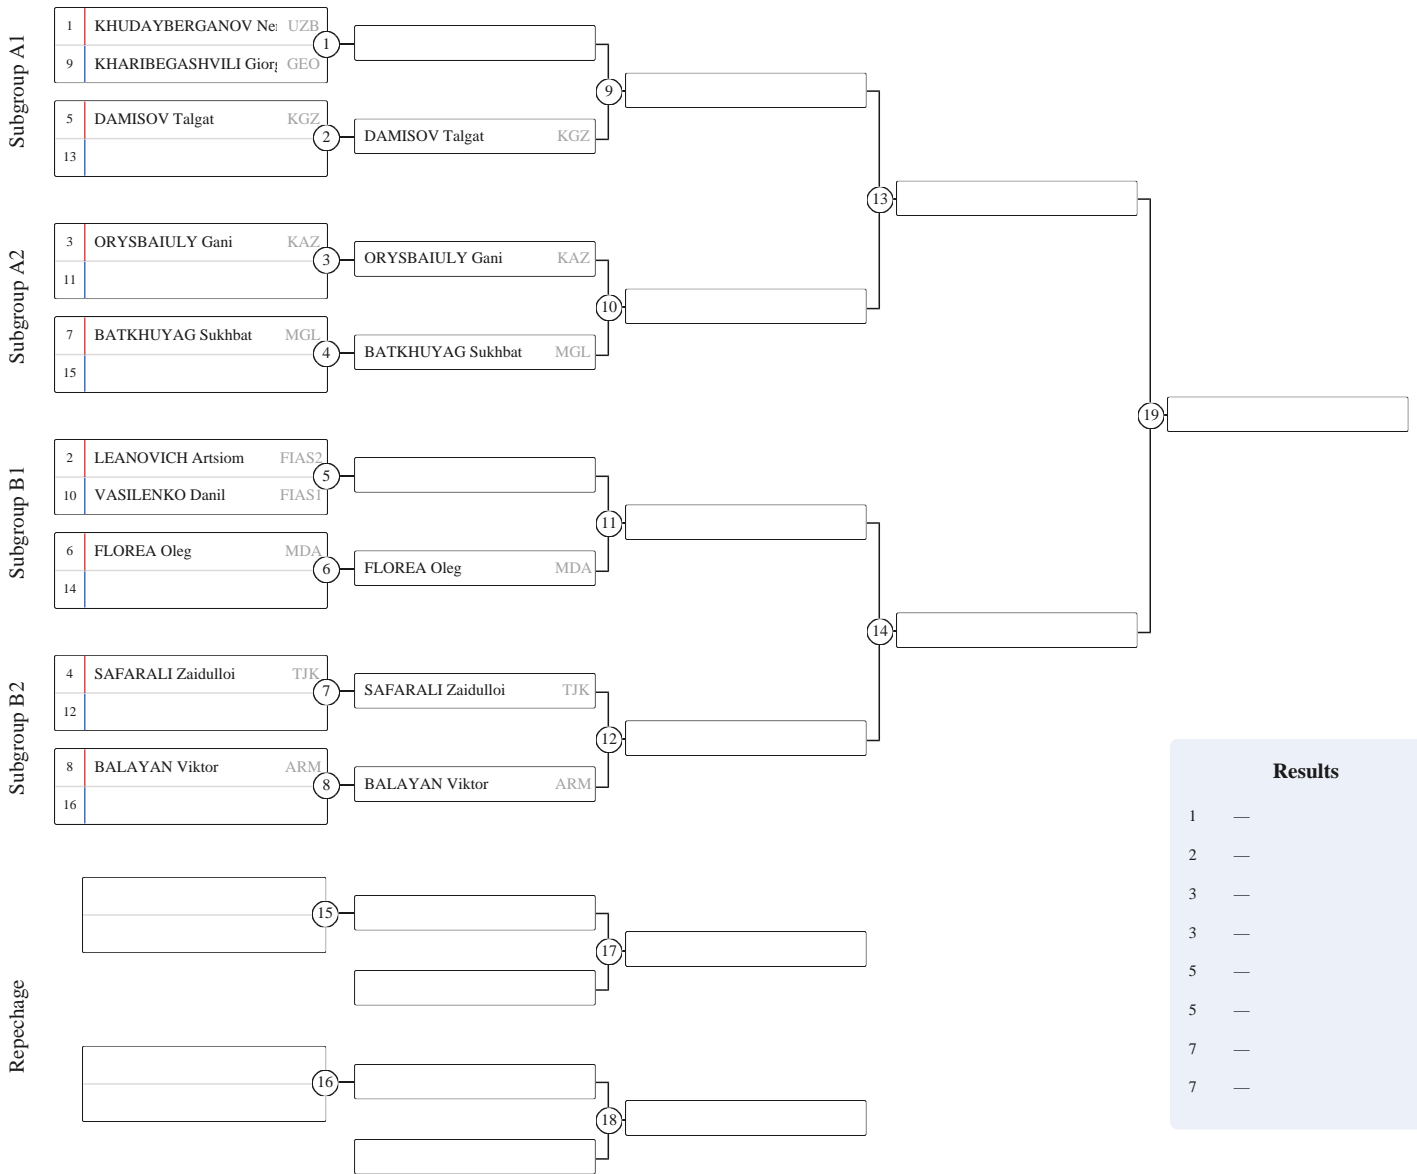 Subgroup A1
1 KHUDAYBERGANOV Ne UZB
9 KHARIBEGASHVILI Giorg GEO
1
5 DAMISOV Talgat KGZ
13
2
DAMISOV Talgat KGZ
9
Subgroup A2
3 ORYSBAIULY Gani KAZ
11
3
ORYSBAIULY Gani KAZ
7 BATKHUYAG Sukhbat MGL
15
4
BATKHUYAG Sukhbat MGL
10
13
Subgroup B1
2 LEANOVICH Artsiom FIAS2
10 VASILENKO Danil FIAS1
5
6 FLOREA Oleg MDA
14
6
FLOREA Oleg MDA
11
Subgroup B2
4 SAFARALI Zaidulloi TJK
12
7
SAFARALI Zaidulloi TJK
8 BALAYAN Viktor ARM
16
8
BALAYAN Viktor ARM
12
14
19
Repechage
15
17
16
18
Results
1 —
2 —
3 —
3 —
5 —
5 —
7 —
7 —